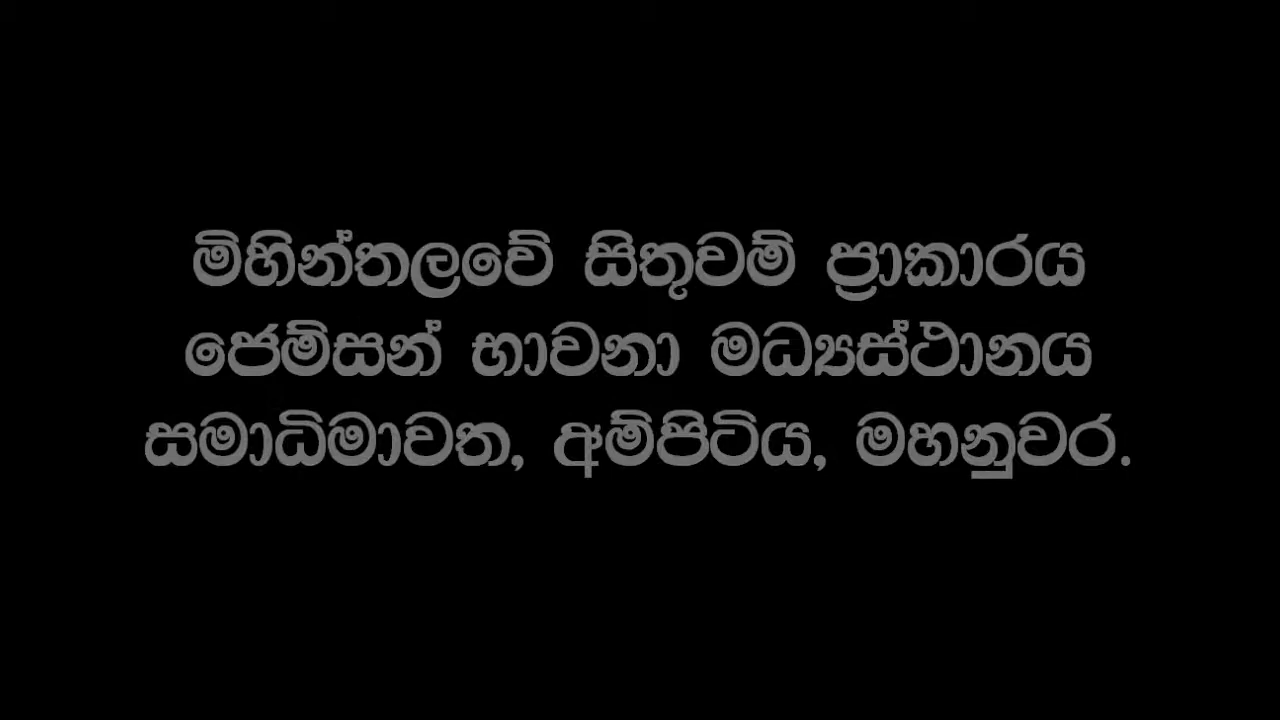 මිහින්තලවේ සිතුවම් ප්‍රාකාරය
ජෙම්සන් භාවනා මධ්‍යස්ථානය
සමාධිමාවත, අම්පිටිය, මහනුවර.